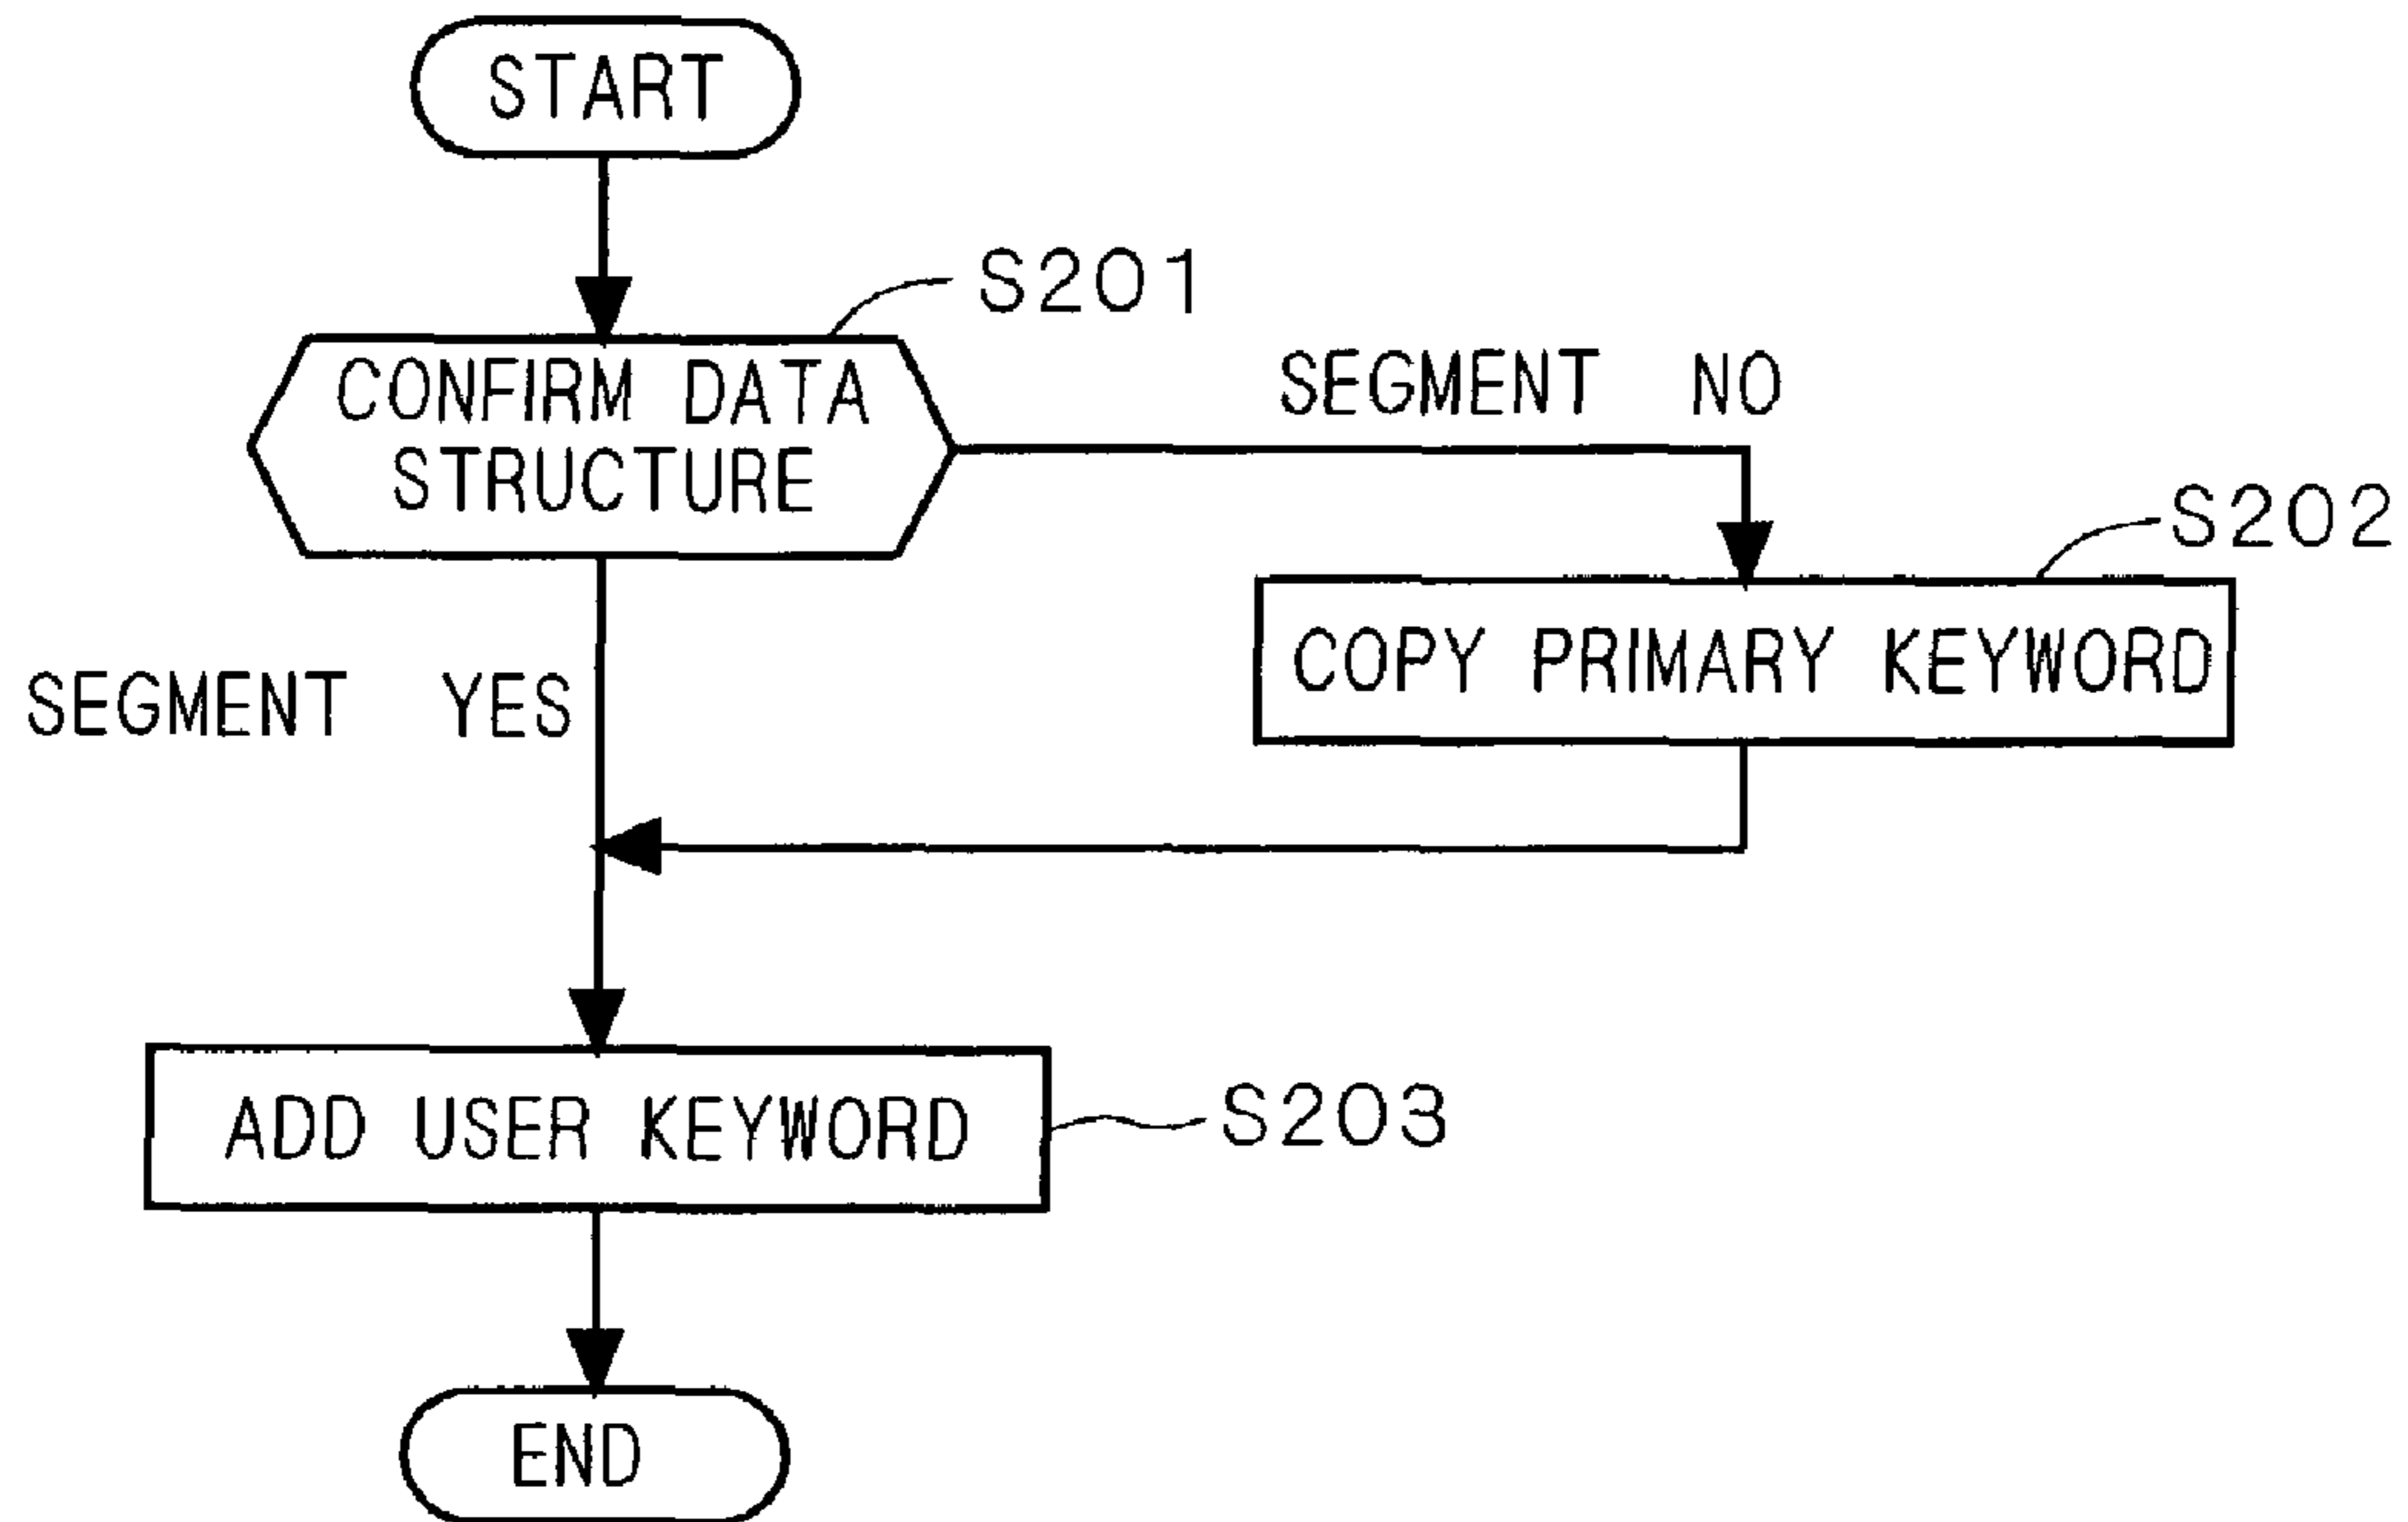 START
S201
CONFIRM DATA
STRUCTURE
SEGMENT NO
S202
COPY PRIMARY KEYWORD
SEGMENT YES
ADD USER KEYWORD
S203
END